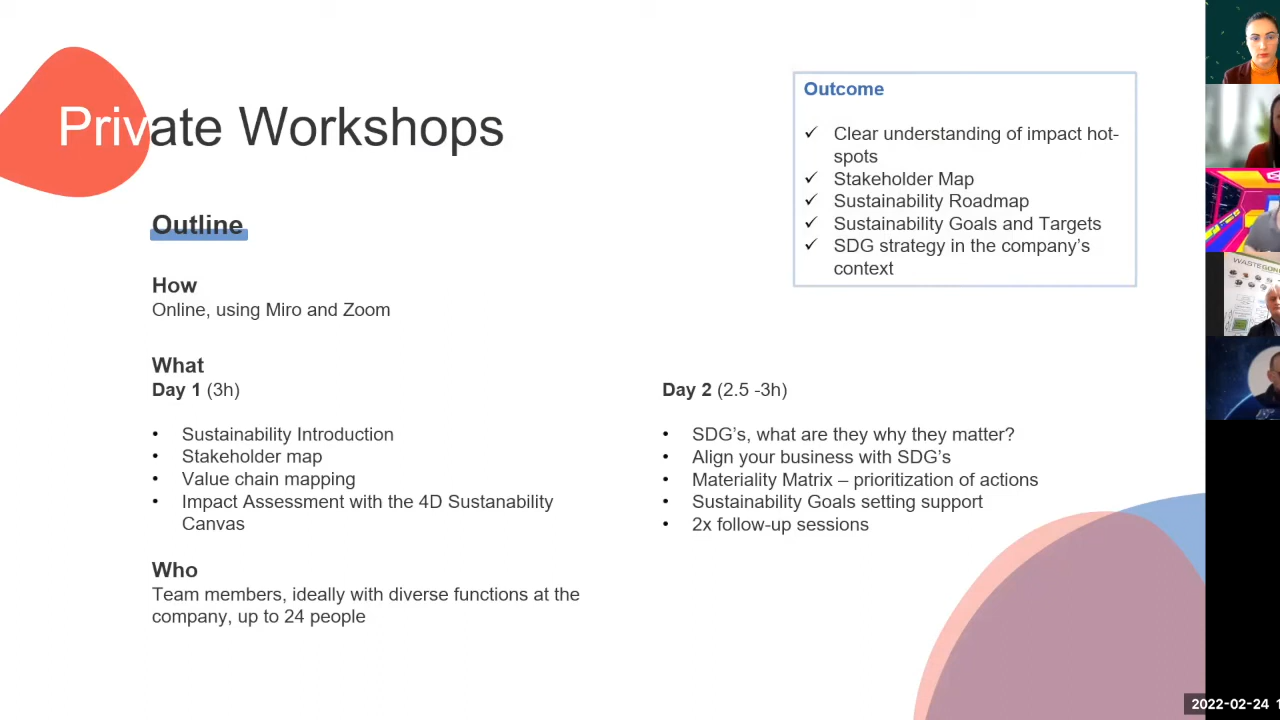 Private Workshops
Outcome
✓ Clear understanding of impact hot-
spots
✓ Stakeholder Map
✓ Sustainability Roadmap
✓ Sustainability Goals and Targets
✓ SDG strategy in the company’s
context
Outline
How
Online, using Miro and Zoom
What
Day 1 (3h)
• Sustainability Introduction
• Stakeholder map
• Value chain mapping
• Impact Assessment with the 4D Sustanability
Canvas
Day 2 (2.5 -3h)
• SDG’s, what are they why they matter?
• Align your business with SDG’s
• Materiality Matrix – prioritization of actions
• Sustainability Goals setting support
• 2x follow-up sessions
Who
Team members, ideally with diverse functions at the
company, up to 24 people
2022-02-24